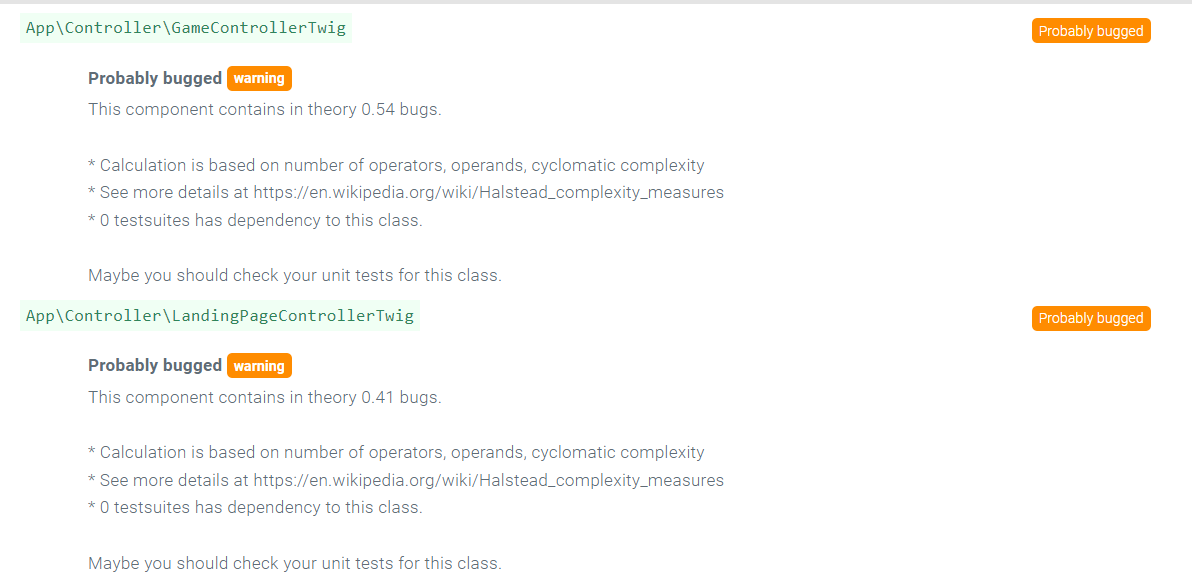 App\Controller\GameControllerTwig Probably bugged
Probably bugged warning
This component contains in theory 0.54 bugs.
* Calculation is based on number of operators, operands, cyclomatic complexity
* See more details at https://en.wikipedia.org/wiki/Halstead_complexity_measures
* 0 testsuites has dependency to this class.
Maybe you should check your unit tests for this class.
App\Controller\LandingPageControllerTwig Probably bugged
Probably bugged warning
This component contains in theory 0.41 bugs.
* Calculation is based on number of operators, operands, cyclomatic complexity
* See more details at https://en.wikipedia.org/wiki/Halstead_complexity_measures
* 0 testsuites has dependency to this class.
Maybe you should check your unit tests for this class.